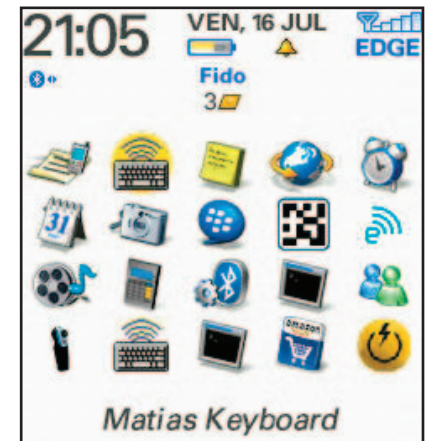 21:05
VEN, 16 JUL
EDGE
Fido
3
31
amazon
Matias Keyboard